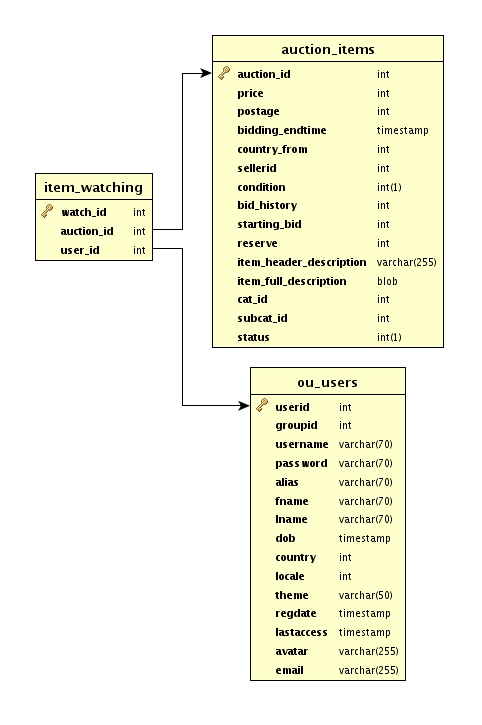 auction_items
auction_id int
price int
postage int
bidding_endtime timestamp
country_from int
sellerid int
condition int(1)
bid_history int
starting_bid int
reserve int
item_header_description varchar(255)
item_full_description blob
cat_id int
subcat_id int
status int(1)
item_watching
watch_id int
auction_id int
user_id int
ou_users
userid int
groupid int
username varchar(70)
password varchar(70)
alias varchar(70)
fname varchar(70)
lname varchar(70)
dob timestamp
country int
locale int
theme varchar(50)
regdate timestamp
lastaccess timestamp
avatar varchar(255)
email varchar(255)